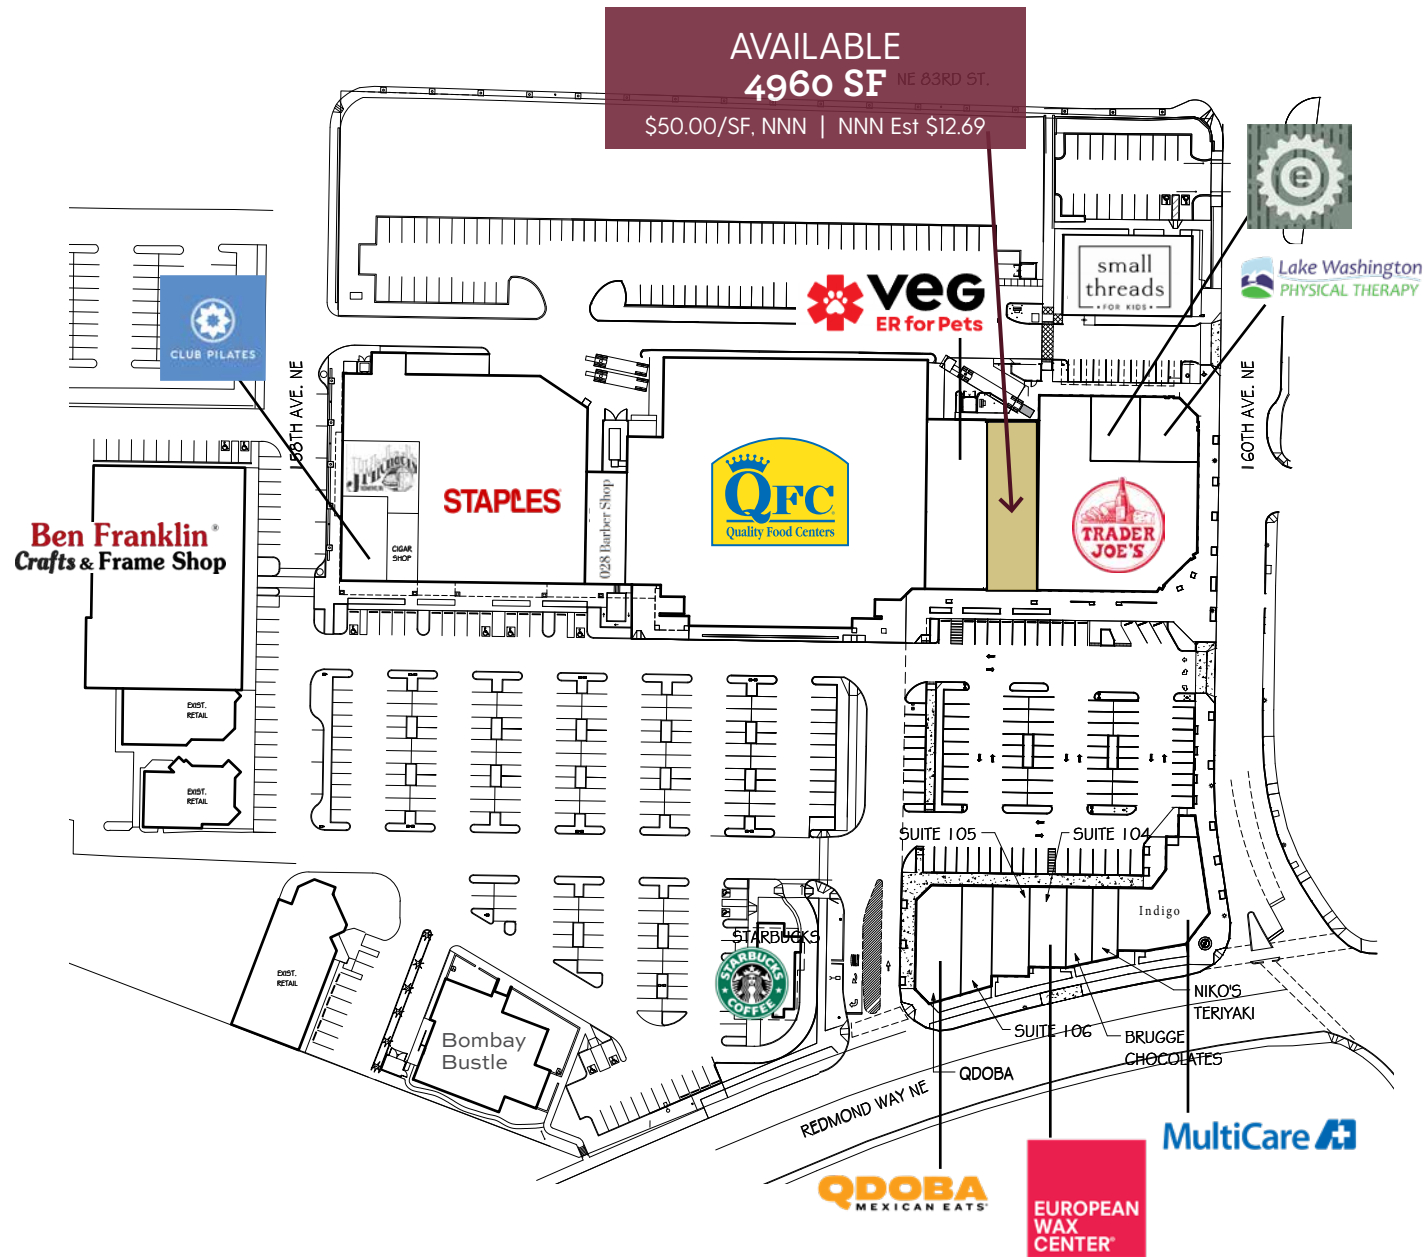 AVAILABLE
4960 SF
NE 83RD ST.
$50.00/SF, NNN | NNN Est $12.69
e
small
threads
• FOR KIDS •
Lake Washington
PHYSICAL THERAPY
veg
ER for Pets
CLUB PILATES
158TH AVE. NE
160TH AVE. NE
Ben Franklin®
Crafts & Frame Shop
STAPLES
CIGAR
SHOP
028 Barber Shop
QFC
Quality Food Centers
TRADER
JOE'S
EXIST.
RETAIL
EXIST.
RETAIL
EXIST.
RETAIL
SUITE 105
SUITE 104
Indigo
STARBUCKS
STARBUCKS
COFFEE
Bombay
Bustle
NIKO'S
TERIYAKI
SUITE 106
BRUGGE
CHOCOLATES
QDOBA
REDMOND WAY NE
MultiCare
QDOBA
MEXICAN EATS
EUROPEAN
WAX
CENTER®